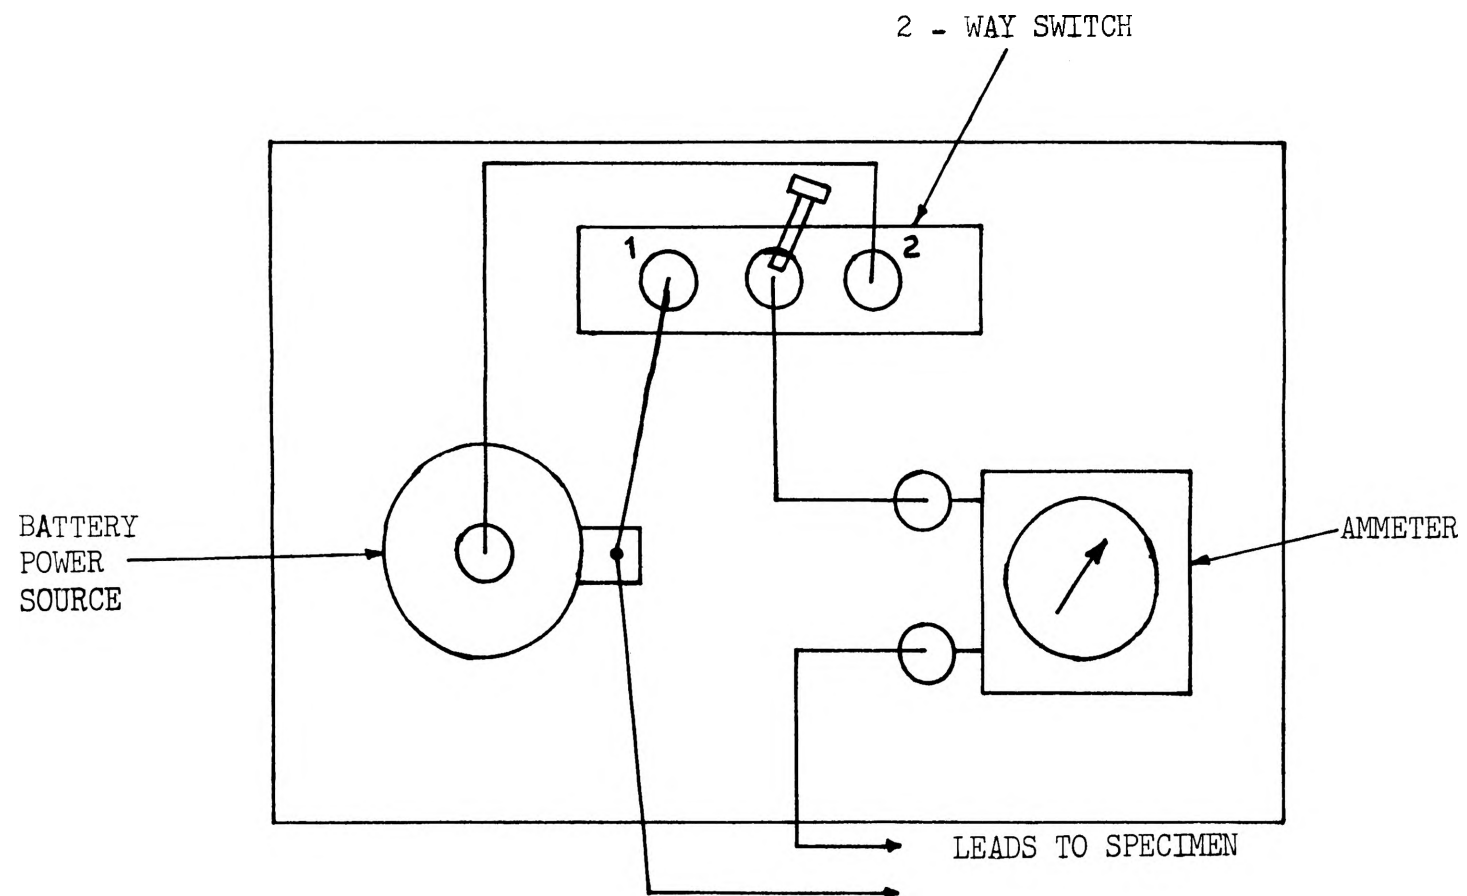 2 - WAY SWITCH
1
2
BATTERY
POWER
SOURCE
AMMETER
LEADS TO SPECIMEN